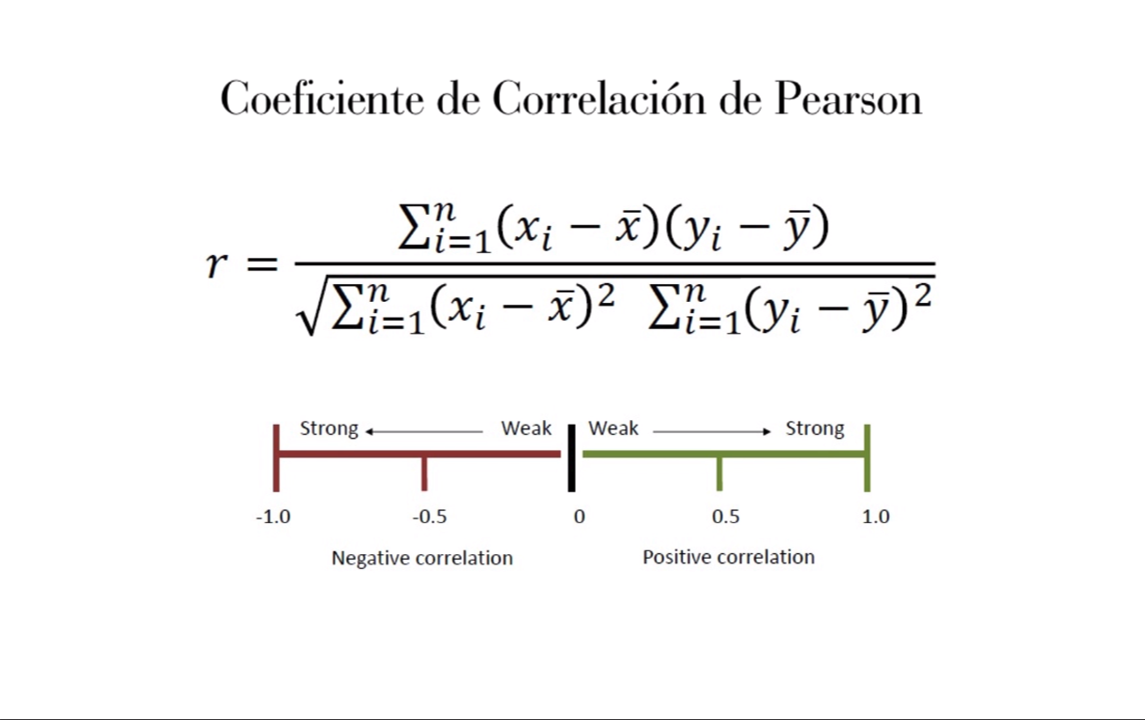 Coeficiente de Correlación de Pearson
r = \frac{\sum_{i=1}^{n}(x_i - \bar{x})(y_i - \bar{y})}{\sqrt{\sum_{i=1}^{n}(x_i - \bar{x})^2 \sum_{i=1}^{n}(y_i - \bar{y})^2}}
Strong Weak Weak Strong
-1.0 -0.5 0 0.5 1.0
Negative correlation Positive correlation